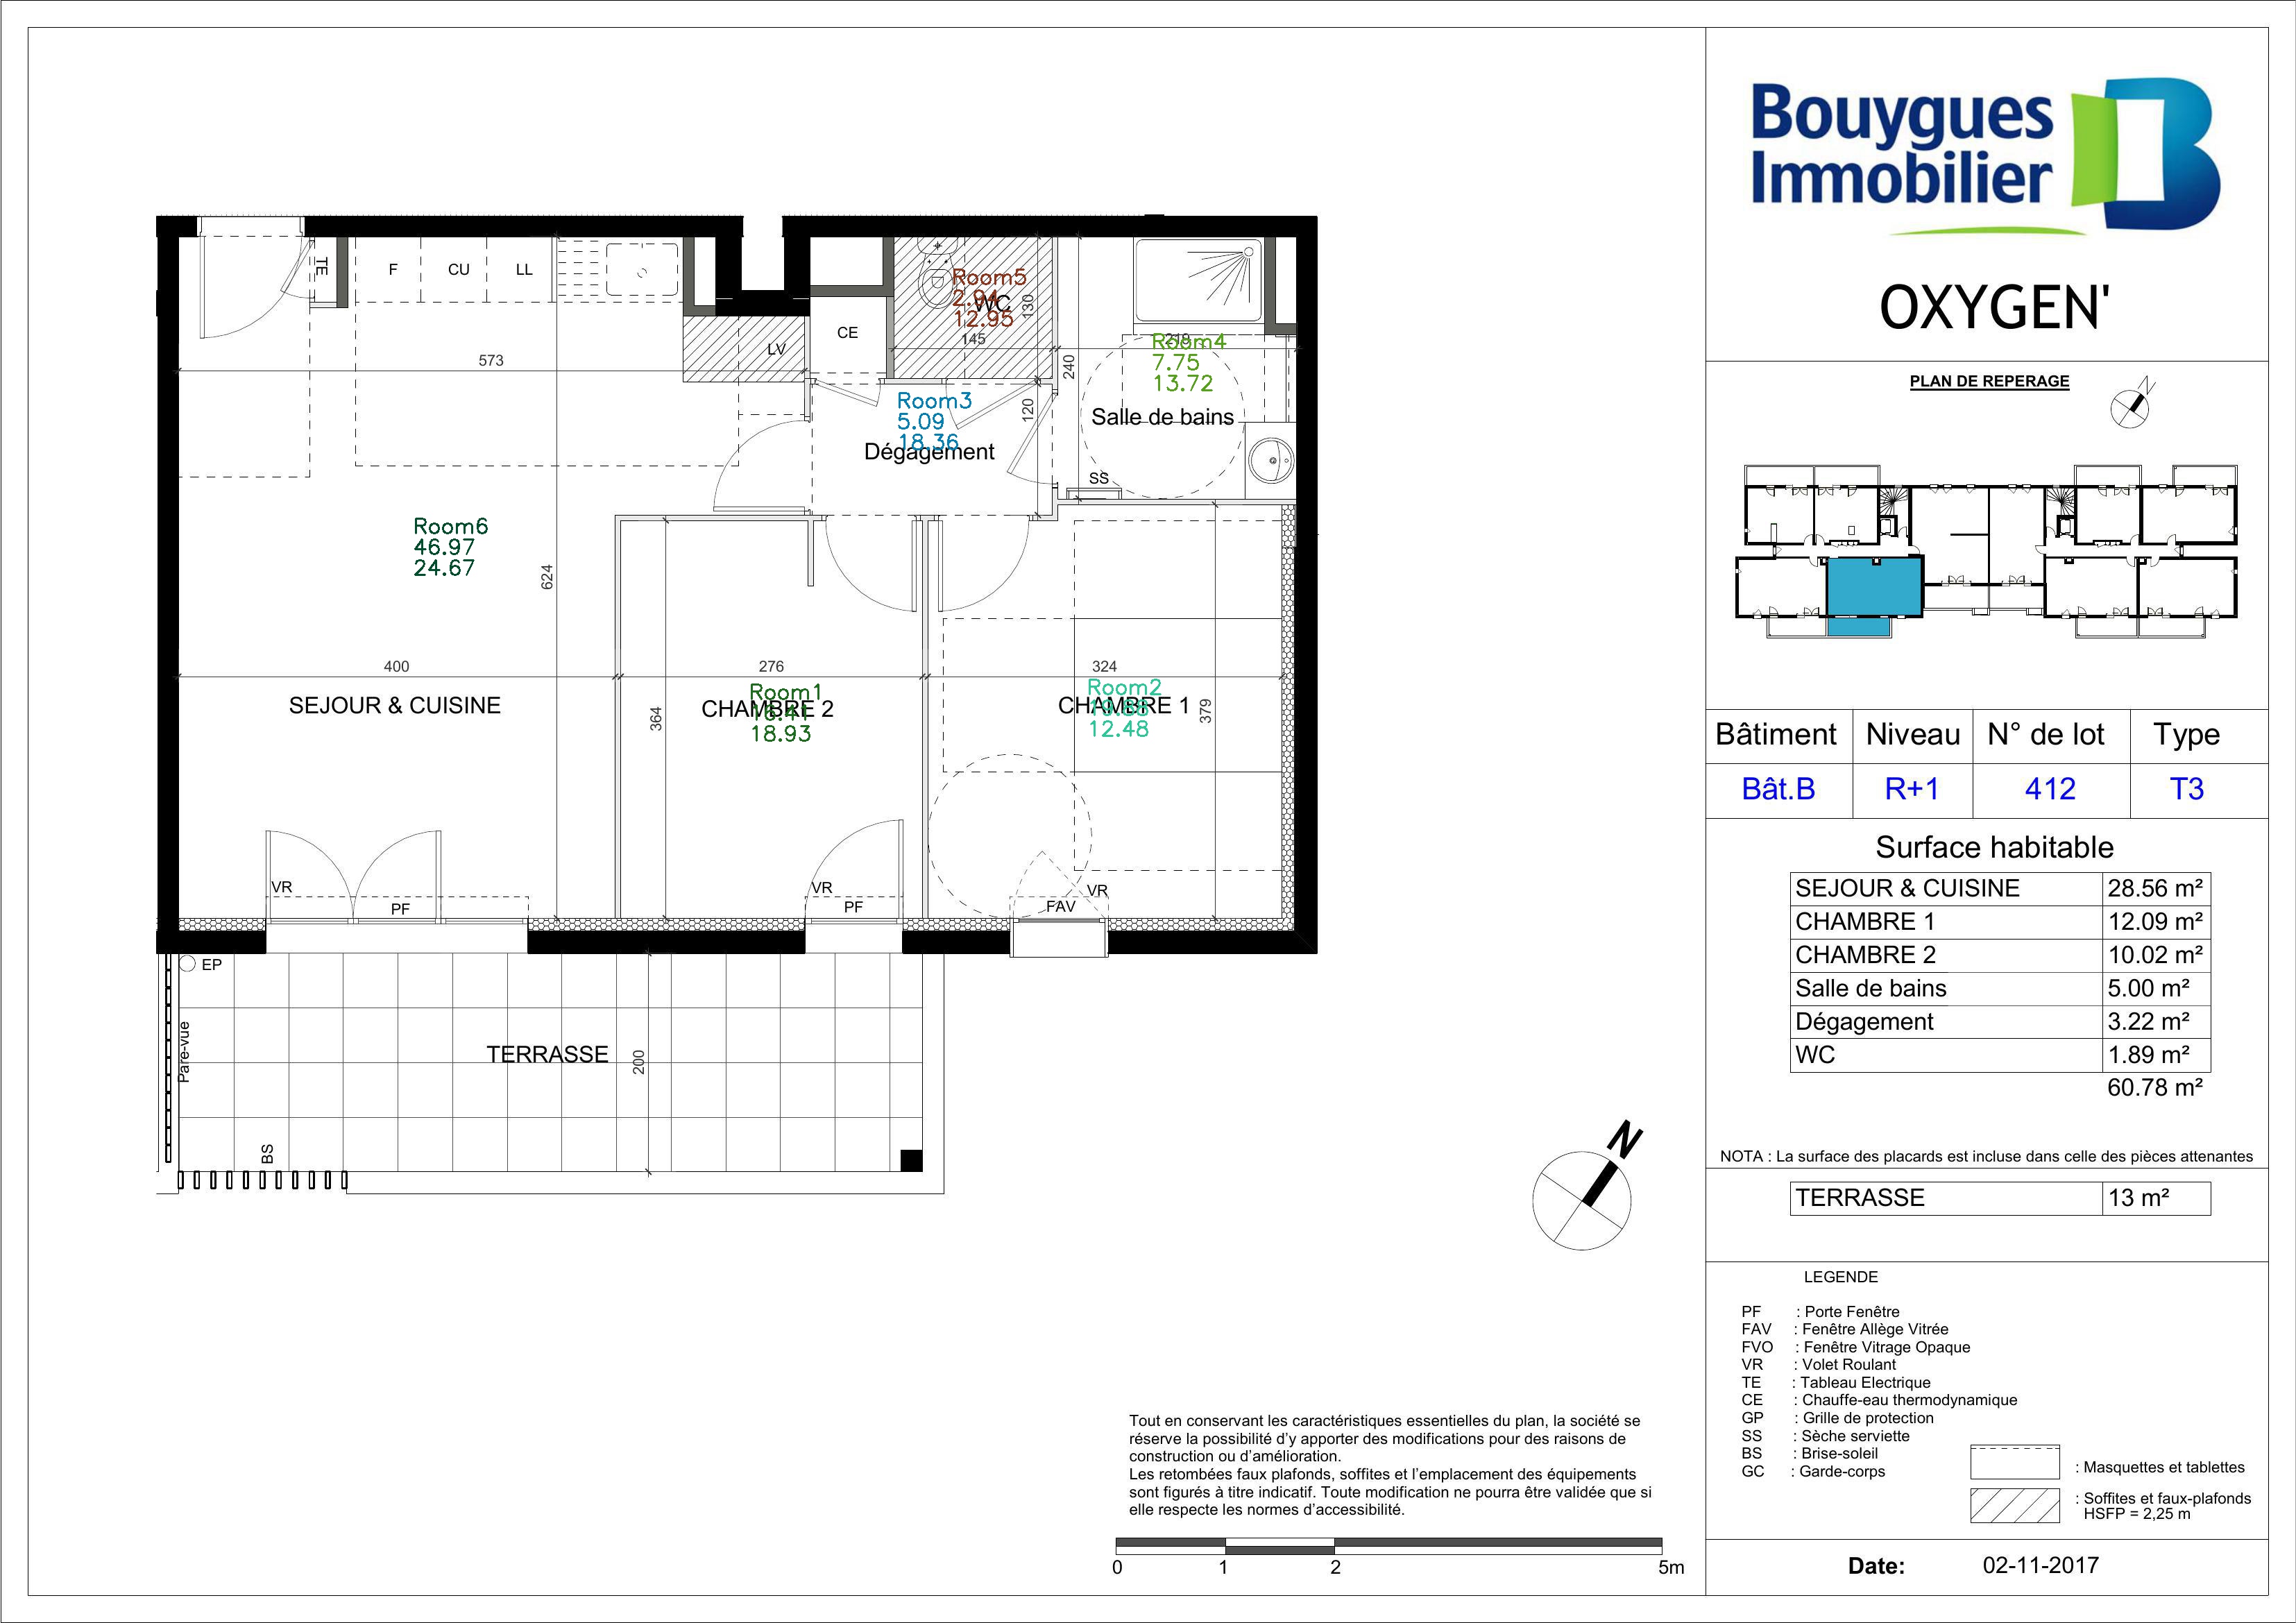 Bouygues
Immobilier
OXYGEN'
PLAN DE REPERAGE
N
Bâtiment Niveau N° de lot Type
Bât.B R+1 412 T3
Surface habitable
SEJOUR & CUISINE 28.56 m²
CHAMBRE 1 12.09 m²
CHAMBRE 2 10.02 m²
Salle de bains 5.00 m²
Dégagement 3.22 m²
WC 1.89 m²
60.78 m²
NOTA : La surface des placards est incluse dans celle des pièces attenantes
TERRASSE 13 m²
LEGENDE
PF : Porte Fenêtre
FAV : Fenêtre Allège Vitrée
FVO : Fenêtre Vitrage Opaque
VR : Volet Roulant
TE : Tableau Electrique
CE : Chauffe-eau thermodynamique
GP : Grille de protection
SS : Sèche serviette
BS : Brise-soleil
GC : Garde-corps
: Masquettes et tablettes
: Soffites et faux-plafonds
HSFP = 2,25 m
Date: 02-11-2017
TE
F
CU
LL
LV
CE
573
Room5
2.94
12.95
WC
130
145
219
240
120
Room4
7.75
13.72
Salle de bains
SS
Room3
5.09
18.36
Dégagement
Room6
46.97
24.67
624
400
276
324
SEJOUR & CUISINE
364
Room1
18.93
CHAMBRE 2
Room2
12.48
CHAMBRE 1
379
VR
PF
VR
PF
VR
FAV
EP
Pare-vue
TERRASSE
200
BS
N
Tout en conservant les caractéristiques essentielles du plan, la société se
réserve la possibilité d'y apporter des modifications pour des raisons de
construction ou d'amélioration.
Les retombées faux plafonds, soffites et l'emplacement des équipements
sont figurés à titre indicatif. Toute modification ne pourra être validée que si
elle respecte les normes d'accessibilité.
0 1 2 5m